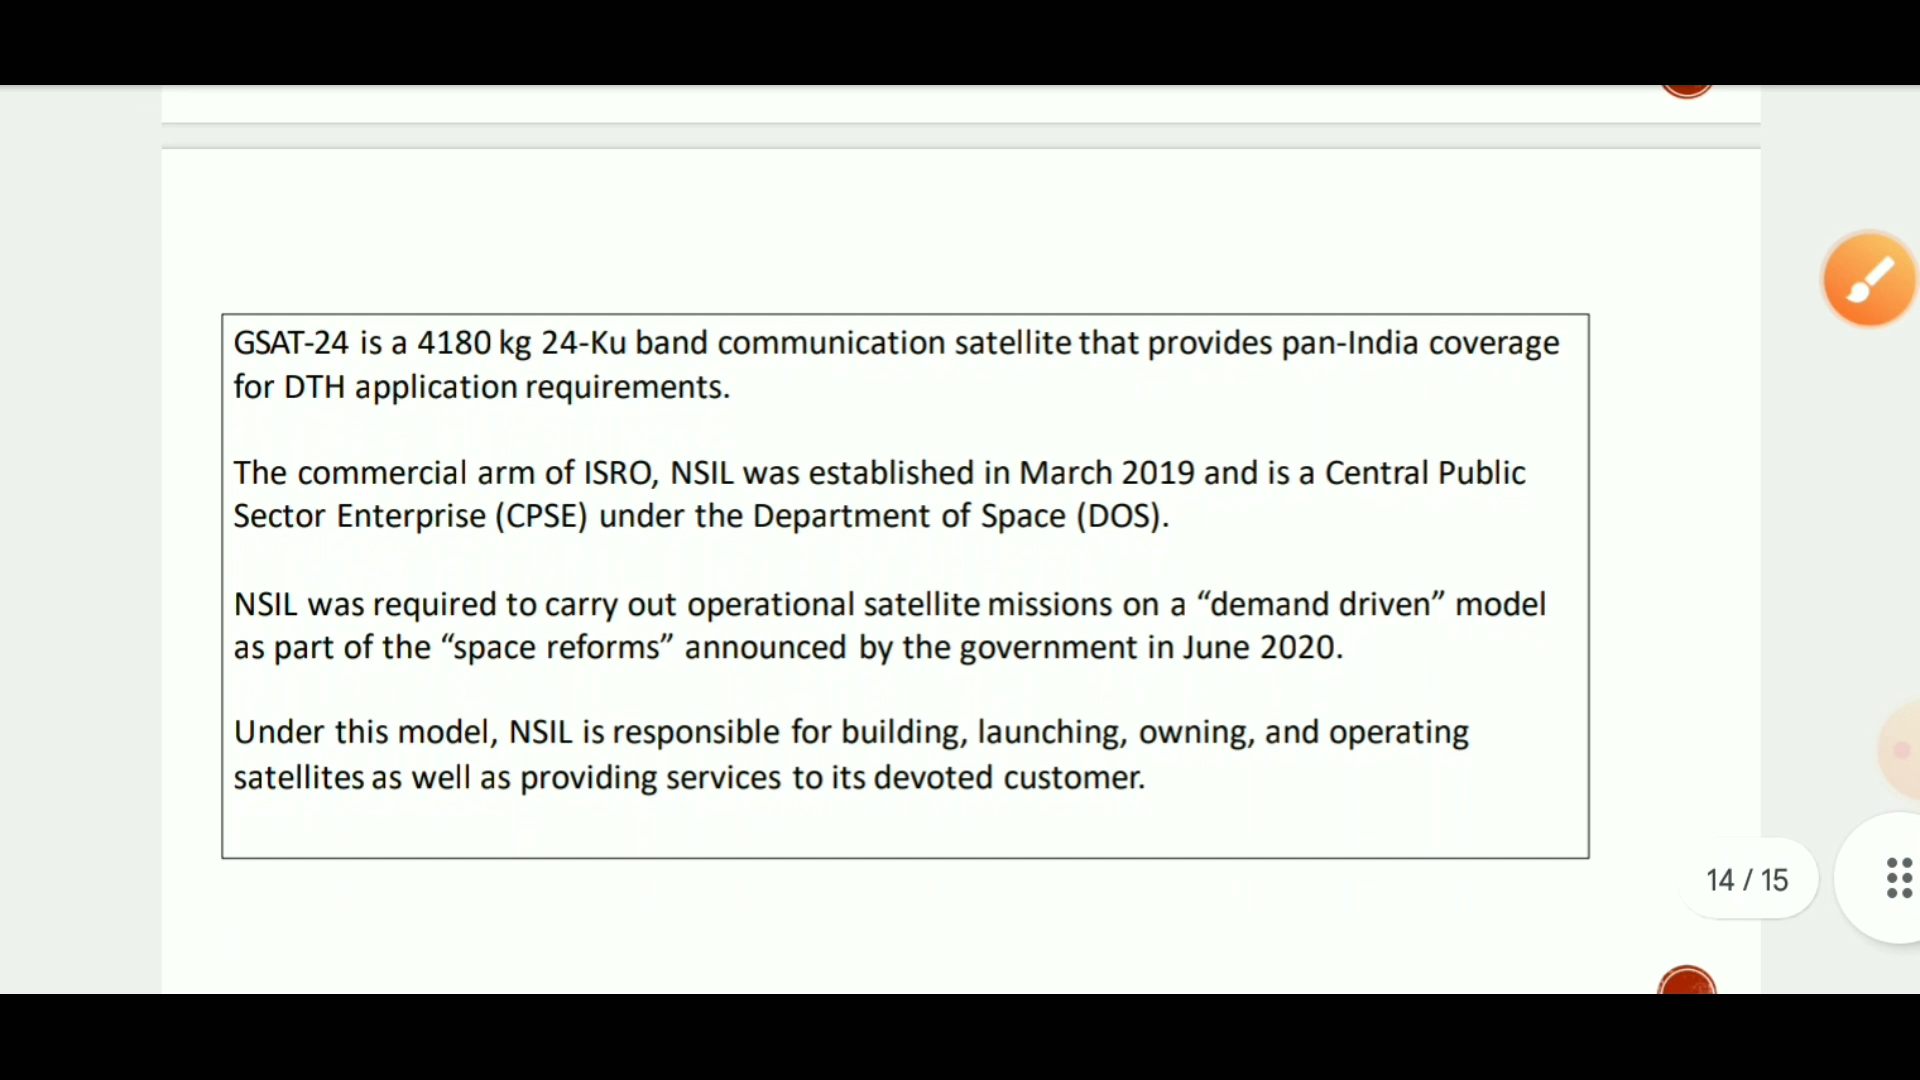 GSAT-24 is a 4180 kg 24-Ku band communication satellite that provides pan-India coverage
for DTH application requirements.
The commercial arm of ISRO, NSIL was established in March 2019 and is a Central Public
Sector Enterprise (CPSE) under the Department of Space (DOS).
NSIL was required to carry out operational satellite missions on a “demand driven” model
as part of the “space reforms” announced by the government in June 2020.
Under this model, NSIL is responsible for building, launching, owning, and operating
satellites as well as providing services to its devoted customer.
14 / 15